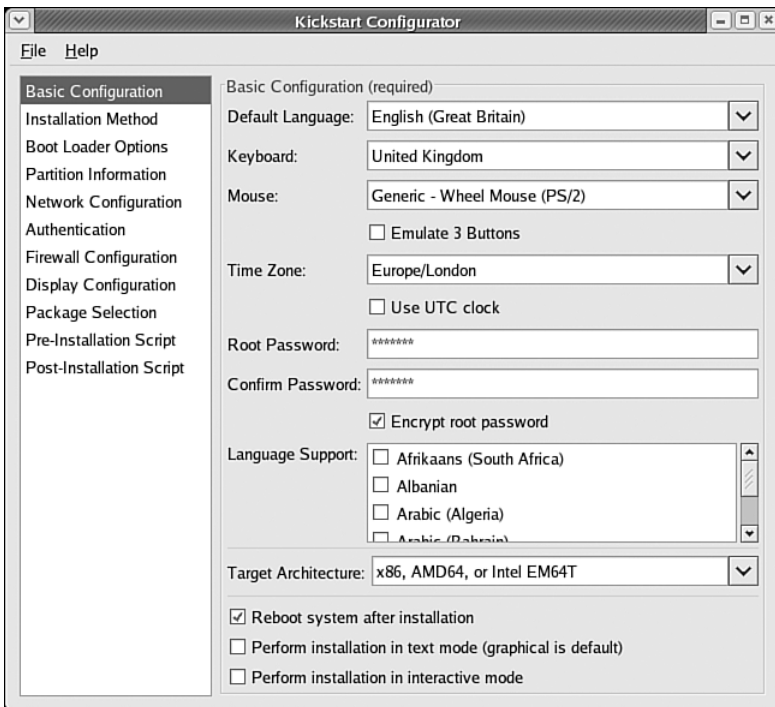 Kickstart Configurator
File Help
Basic Configuration
Installation Method
Boot Loader Options
Partition Information
Network Configuration
Authentication
Firewall Configuration
Display Configuration
Package Selection
Pre-Installation Script
Post-Installation Script
Basic Configuration (required)
Default Language: English (Great Britain)
Keyboard: United Kingdom
Mouse: Generic - Wheel Mouse (PS/2)
Emulate 3 Buttons
Time Zone: Europe/London
Use UTC clock
Root Password: *******
Confirm Password: *******
Encrypt root password
Language Support: Afrikaans (South Africa)
Albanian
Arabic (Algeria)
Arabic (Bahrain)
Target Architecture: x86, AMD64, or Intel EM64T
Reboot system after installation
Perform installation in text mode (graphical is default)
Perform installation in interactive mode